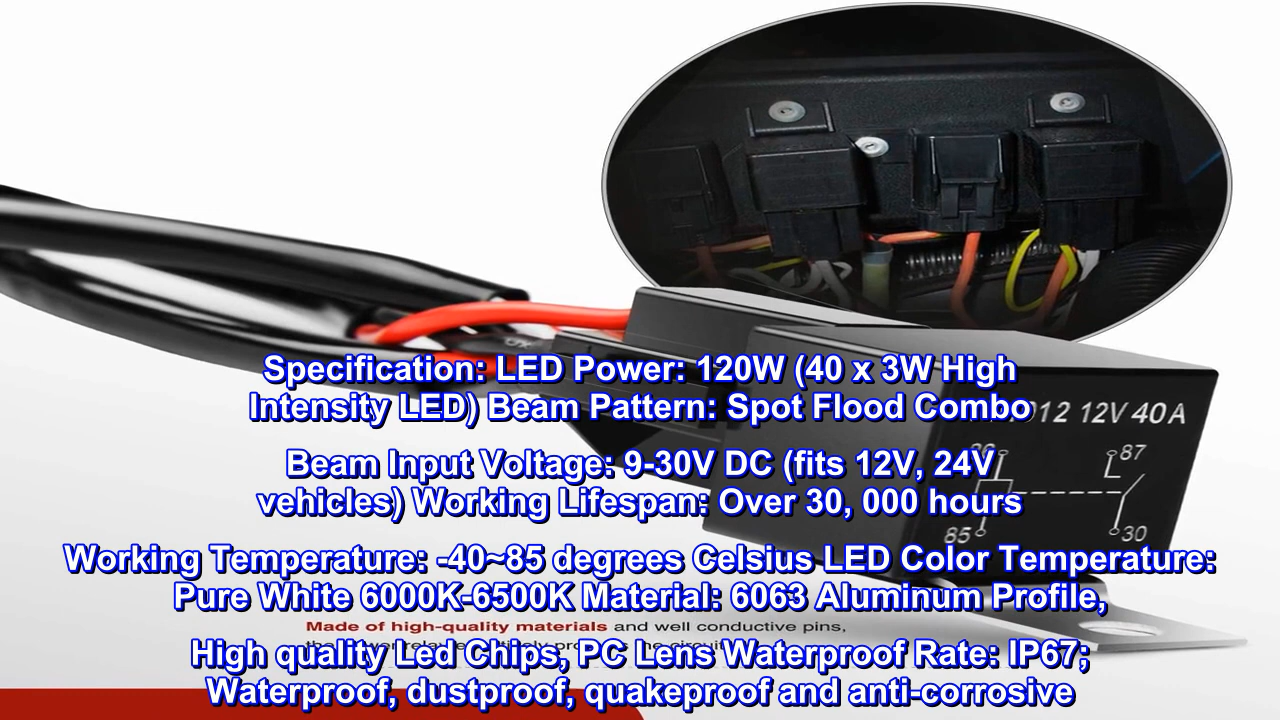 Specification: LED Power: 120W (40 x 3W High
Intensity LED) Beam Pattern: Spot Flood Combo
12 12V 40A
Beam Input Voltage: 9-30V DC (fits 12V, 24V
vehicles) Working Lifespan: Over 30, 000 hours
87
85
30
Working Temperature: -40~85 degrees Celsius LED Color Temperature:
Pure White 6000K-6500K Material: 6063 Aluminum Profile,
Made of high-quality materials and well conductive pins,
High quality Led Chips, PC Lens Waterproof Rate: IP67;
Waterproof, dustproof, quakeproof and anti-corrosive